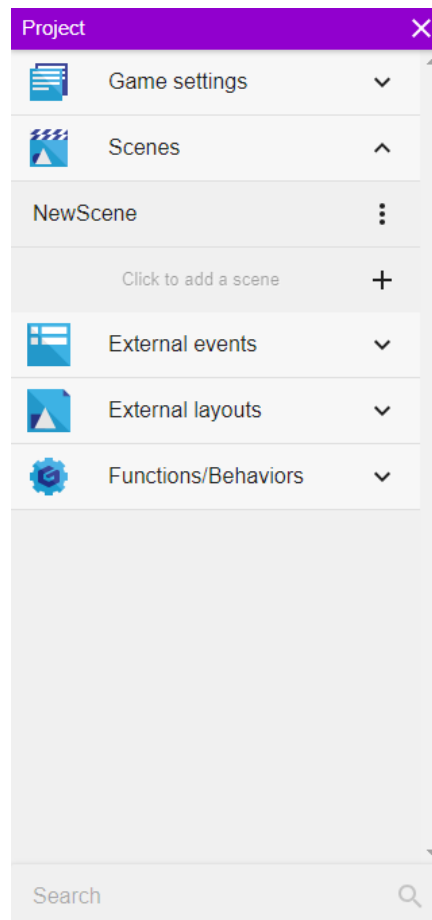 Project
Game settings
Scenes
NewScene
Click to add a scene
External events
External layouts
Functions/Behaviors
Search